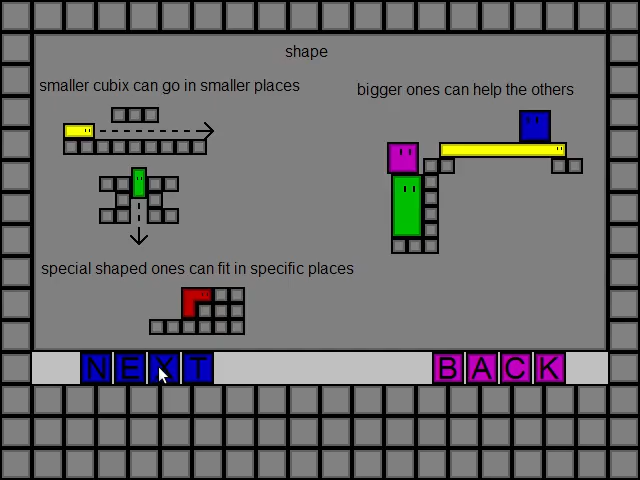 shape
smaller cubix can go in smaller places
bigger ones can help the others
special shaped ones can fit in specific places
NEXT
BACK